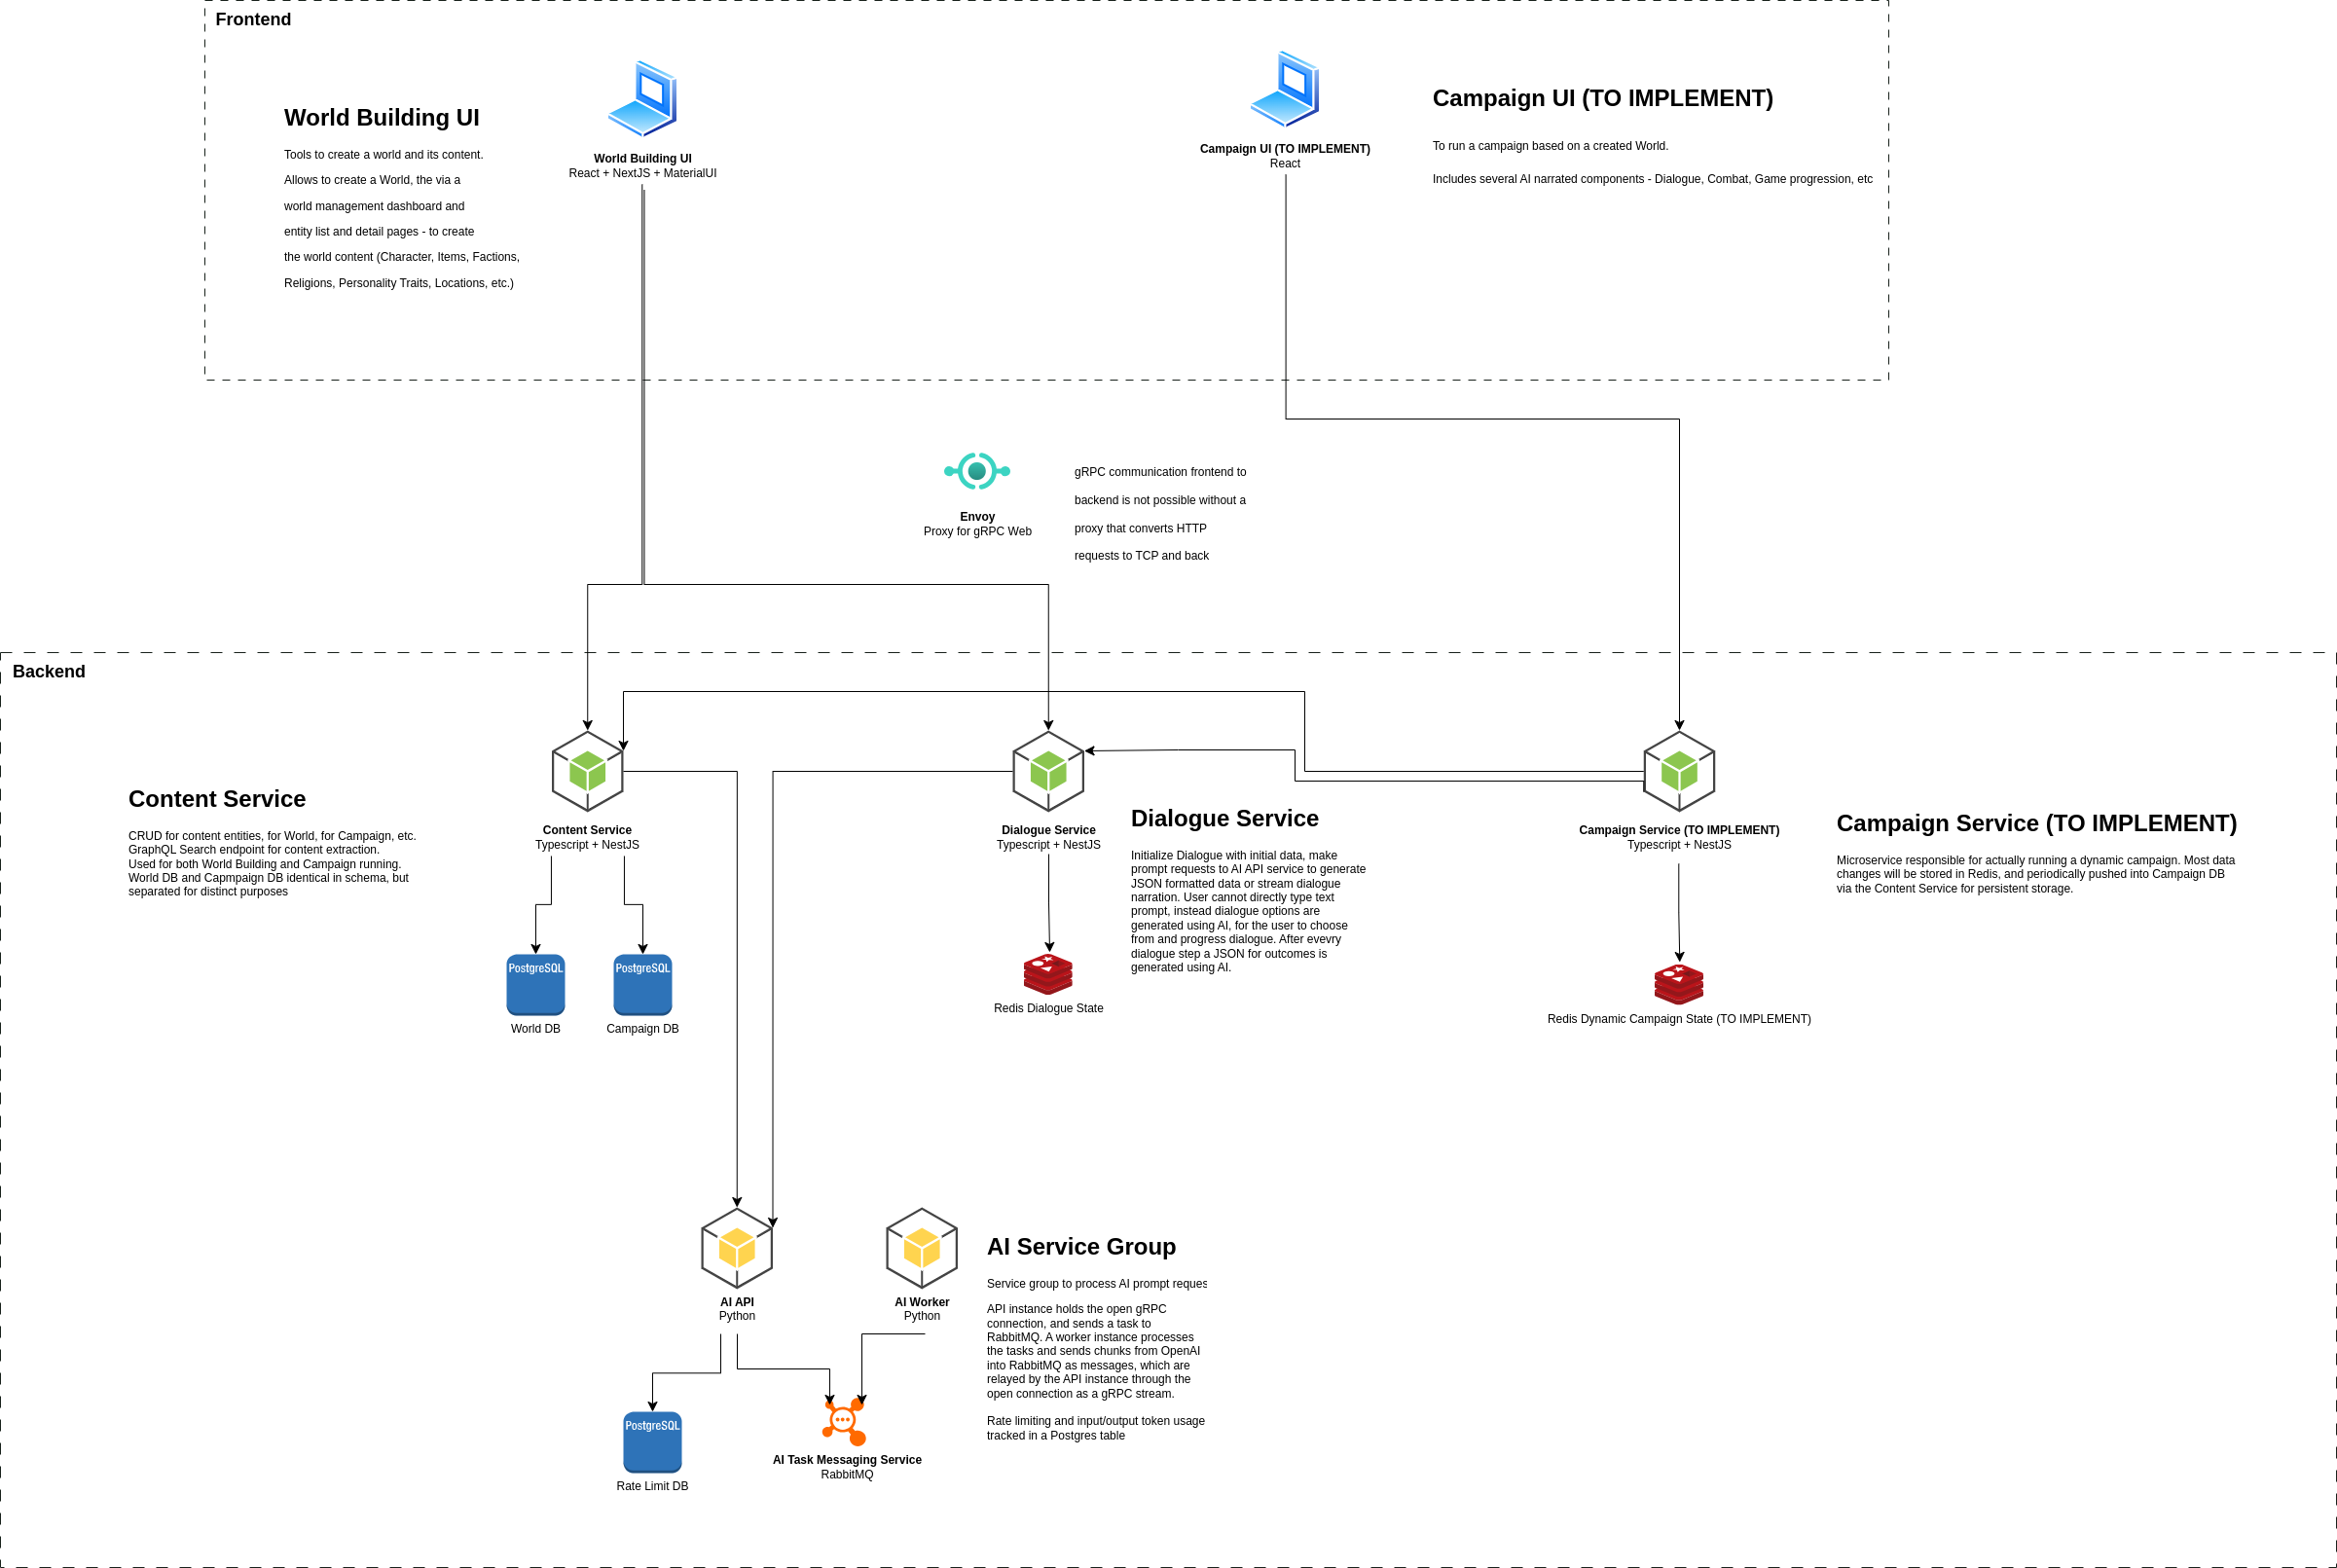 Frontend
World Building UI
Tools to create a world and its content.
Allows to create a World, the via a
world management dashboard and
entity list and detail pages - to create
the world content (Character, Items, Factions,
Religions, Personality Traits, Locations, etc.)
World Building UI
React + NextJS + MaterialUI
Campaign UI (TO IMPLEMENT)
React
Campaign UI (TO IMPLEMENT)
To run a campaign based on a created World.
Includes several AI narrated components - Dialogue, Combat, Game progression, etc
Envoy
Proxy for gRPC Web
gRPC communication frontend to
backend is not possible without a
proxy that converts HTTP
requests to TCP and back
Backend
Content Service
CRUD for content entities, for World, for Campaign, etc.
GraphQL Search endpoint for content extraction.
Used for both World Building and Campaign running.
World DB and Capmpaign DB identical in schema, but
separated for distinct purposes
Content Service
Typescript + NestJS
PostgreSQL
World DB
PostgreSQL
Campaign DB
Dialogue Service
Typescript + NestJS
Redis Dialogue State
Dialogue Service
Initialize Dialogue with initial data, make
prompt requests to AI API service to generate
JSON formatted data or stream dialogue
narration. User cannot directly type text
prompt, instead dialogue options are
generated using AI, for the user to choose
from and progress dialogue. After evevry
dialogue step a JSON for outcomes is
generated using AI.
Campaign Service (TO IMPLEMENT)
Typescript + NestJS
Redis Dynamic Campaign State (TO IMPLEMENT)
Campaign Service (TO IMPLEMENT)
Microservice responsible for actually running a dynamic campaign. Most data
changes will be stored in Redis, and periodically pushed into Campaign DB
via the Content Service for persistent storage.
AI API
Python
AI Worker
Python
PostgreSQL
Rate Limit DB
AI Task Messaging Service
RabbitMQ
AI Service Group
Service group to process AI prompt reques
API instance holds the open gRPC
connection, and sends a task to
RabbitMQ. A worker instance processes
the tasks and sends chunks from OpenAI
into RabbitMQ as messages, which are
relayed by the API instance through the
open connection as a gRPC stream.
Rate limiting and input/output token usage
tracked in a Postgres table